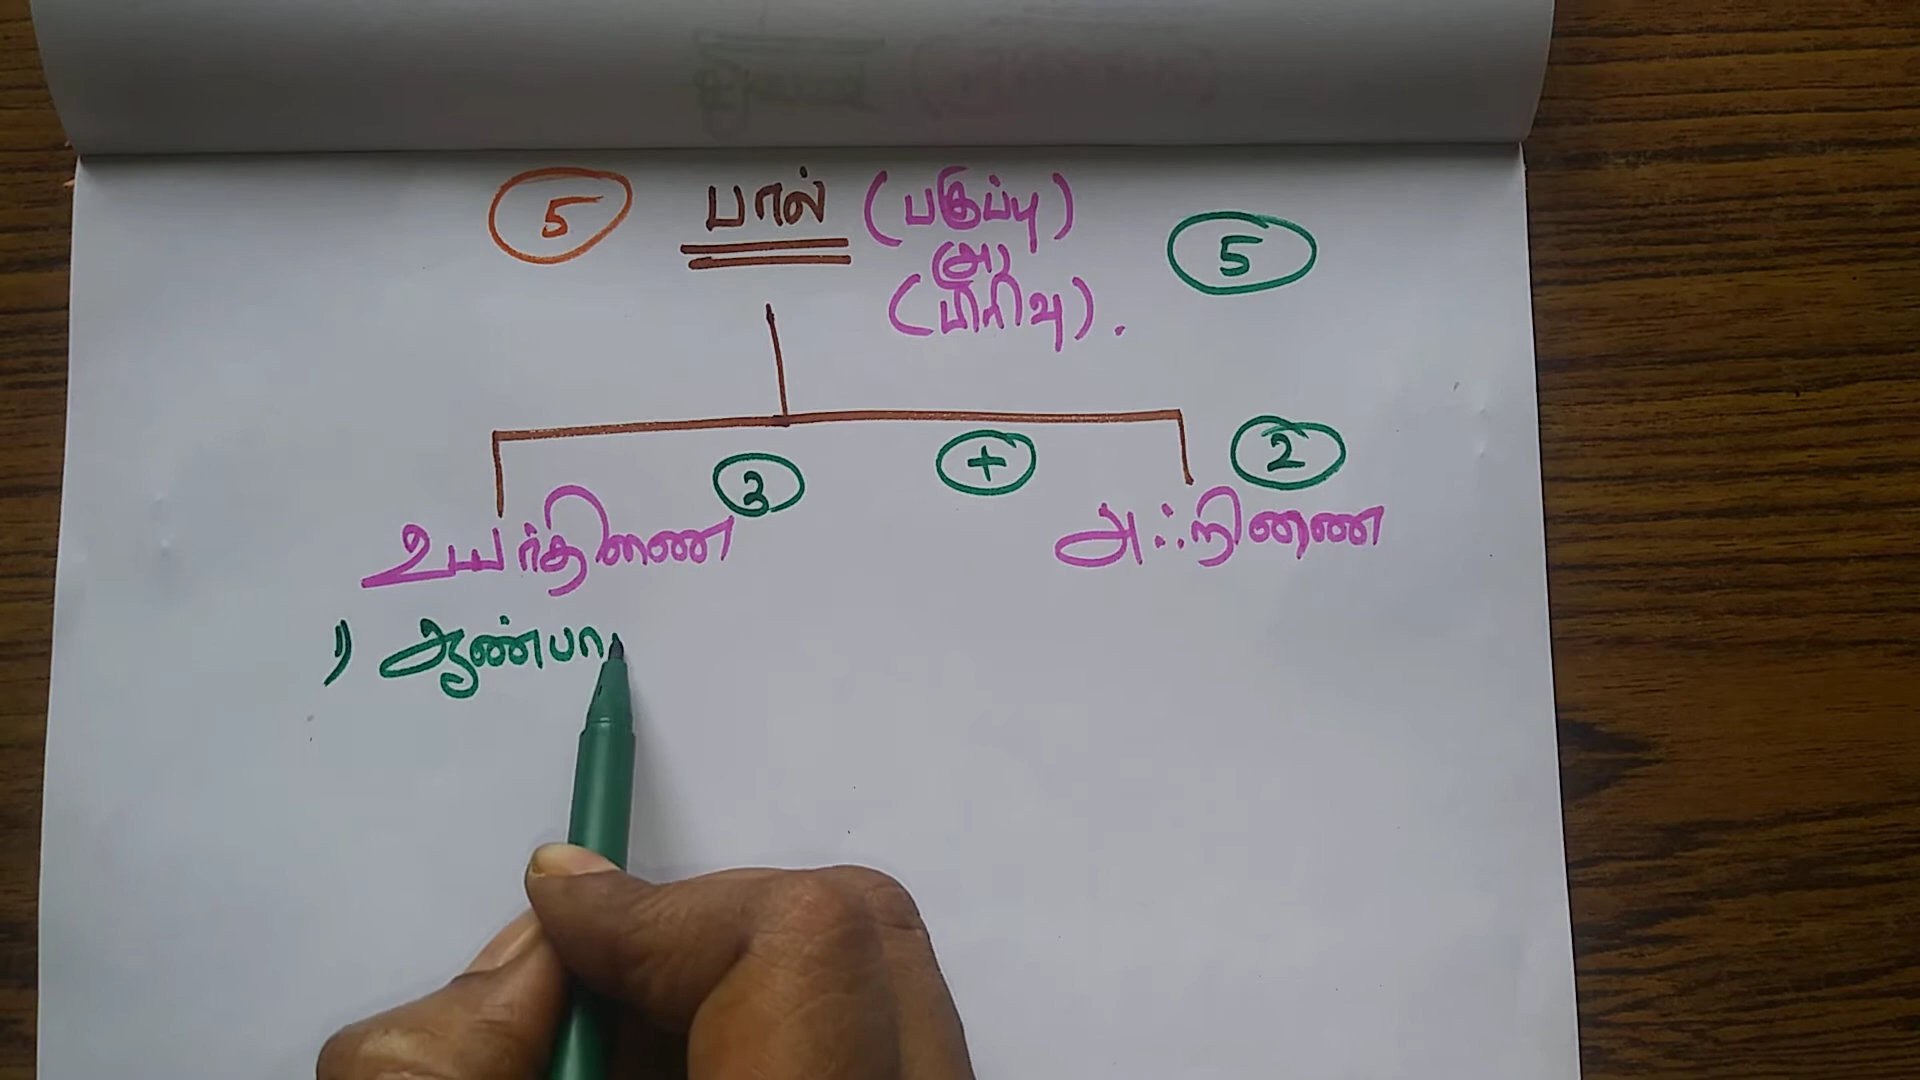 5 பால் (பகுப்பு) 5
(அ)
(பிரிவு).
3 + 2
உயர்திணை அஃறிணை
1) ஆண்பா